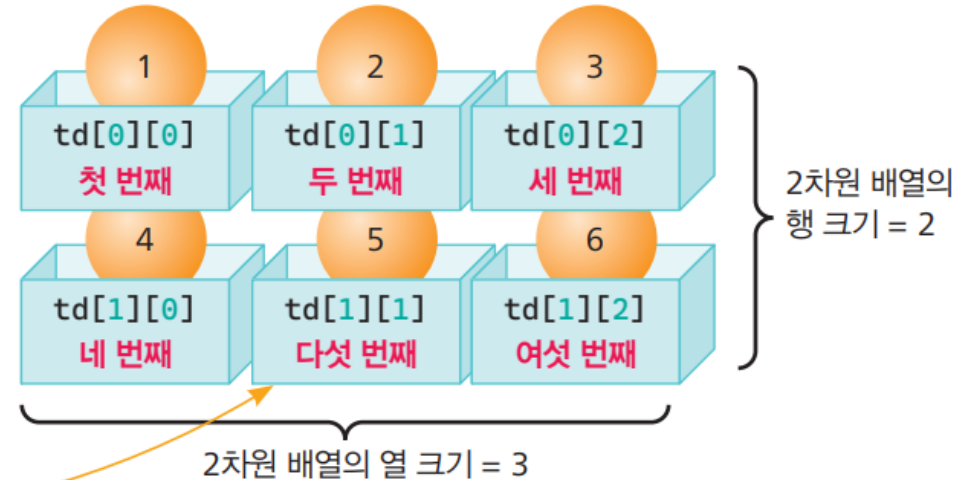 1 2 3
td[0][0] td[0][1] td[0][2]
첫 번째 두 번째 세 번째
2차원 배열의
행 크기 = 2
4 5 6
td[1][0] td[1][1] td[1][2]
네 번째 다섯 번째 여섯 번째
2차원 배열의 열 크기 = 3